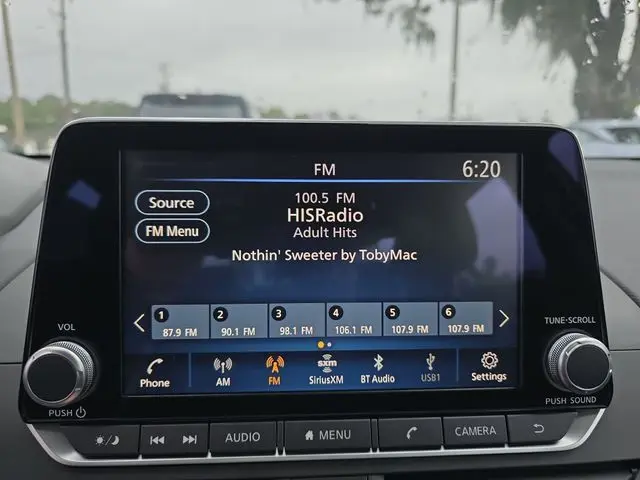 FM
6:20
Source
100.5 FM
HISRadio
FM Menu
Adult Hits
Nothin' Sweeter by TobyMac
1 2 3 4 5 6
87.9 FM 90.1 FM 98.1 FM 106.1 FM 107.9 FM 107.9 FM
VOL
TUNE·SCROLL
Phone
AM
FM
sxm
SiriusXM
BT Audio
USB1
Settings
PUSH
PUSH SOUND
AUDIO
MENU
CAMERA